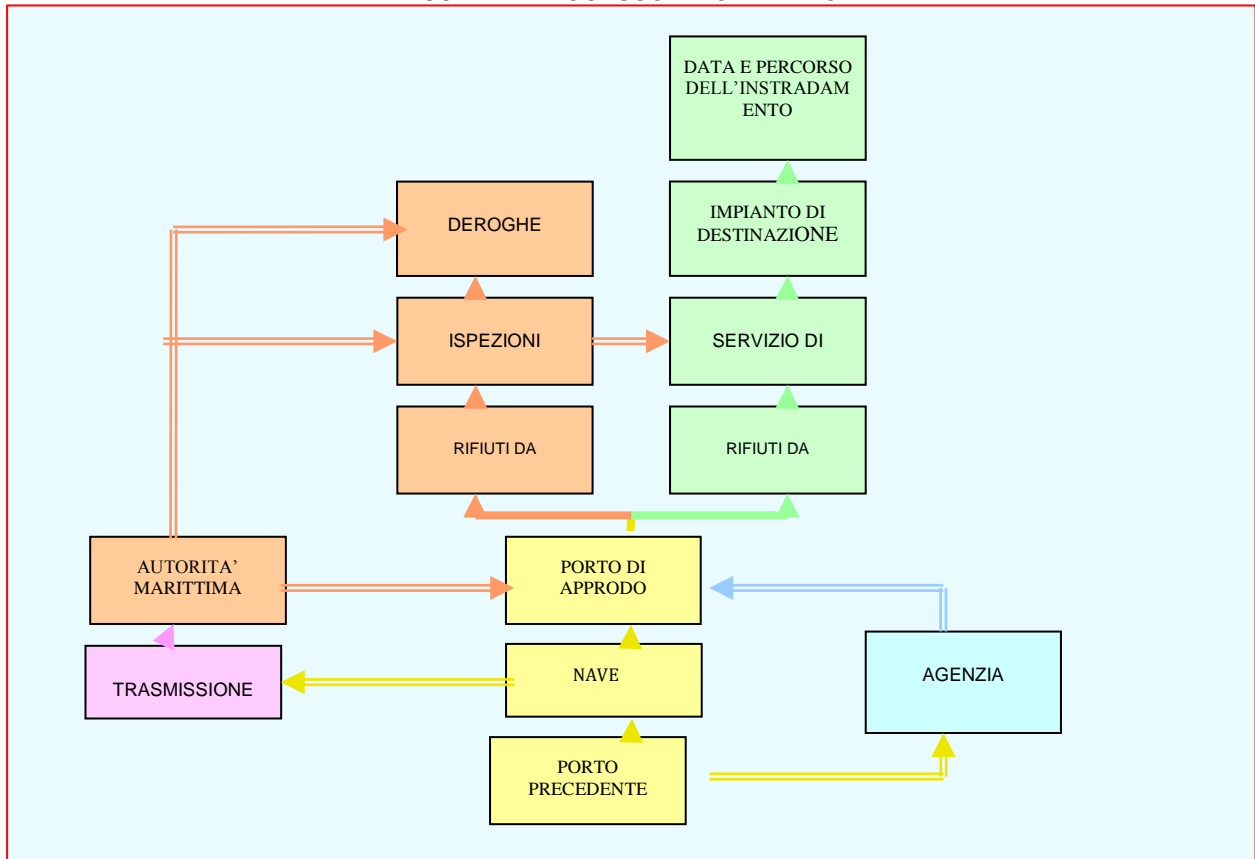 DATA E PERCORSO
DELL'INSTRADAM
ENTO
DEROGHE
IMPIANTO DI
DESTINAZIONE
ISPEZIONI
SERVIZIO DI
RIFIUTI DA
RIFIUTI DA
AUTORITA'
MARITTIMA
PORTO DI
APPRODO
TRASMISSIONE
NAVE
AGENZIA
PORTO
PRECEDENTE